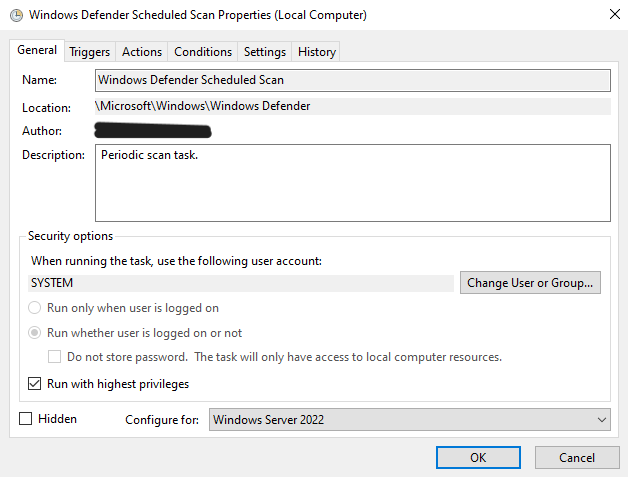 Windows Defender Scheduled Scan Properties (Local Computer)
General Triggers Actions Conditions Settings History
Name: Windows Defender Scheduled Scan
Location: \Microsoft\Windows\Windows Defender
Author:
Description: Periodic scan task.
Security options
When running the task, use the following user account:
SYSTEM Change User or Group...
Run only when user is logged on
Run whether user is logged on or not
Do not store password. The task will only have access to local computer resources.
Run with highest privileges
Hidden Configure for: Windows Server 2022
OK Cancel